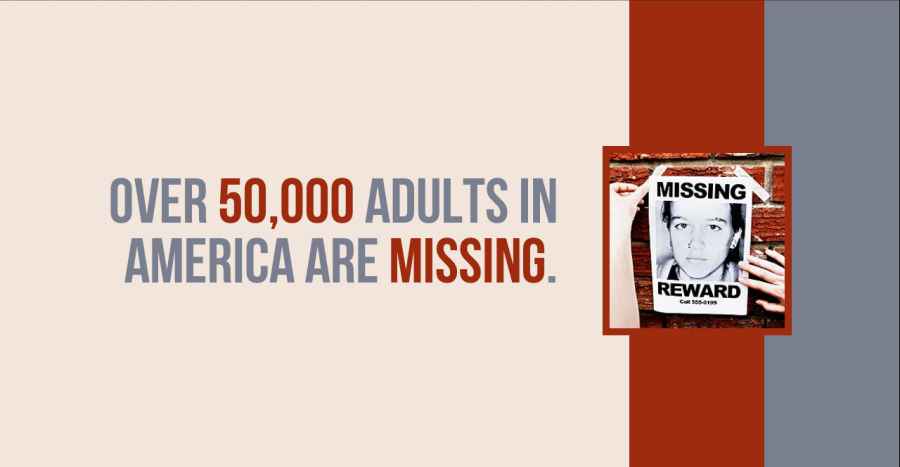 OVER 50,000 ADULTS IN
AMERICA ARE MISSING.
MISSING
REWARD
Call 555-0199